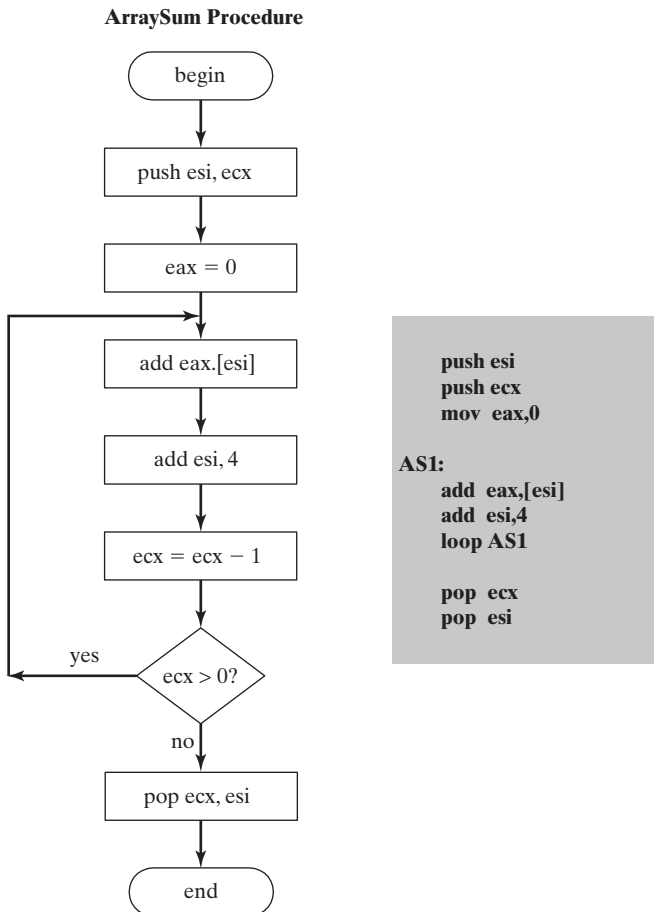 ArraySum Procedure
begin
push esi, ecx
eax = 0
add eax.[esi]
add esi, 4
ecx = ecx − 1
yes
ecx > 0?
no
pop ecx, esi
end
push esi
push ecx
mov eax,0
AS1:
add eax,[esi]
add esi,4
loop AS1
pop ecx
pop esi